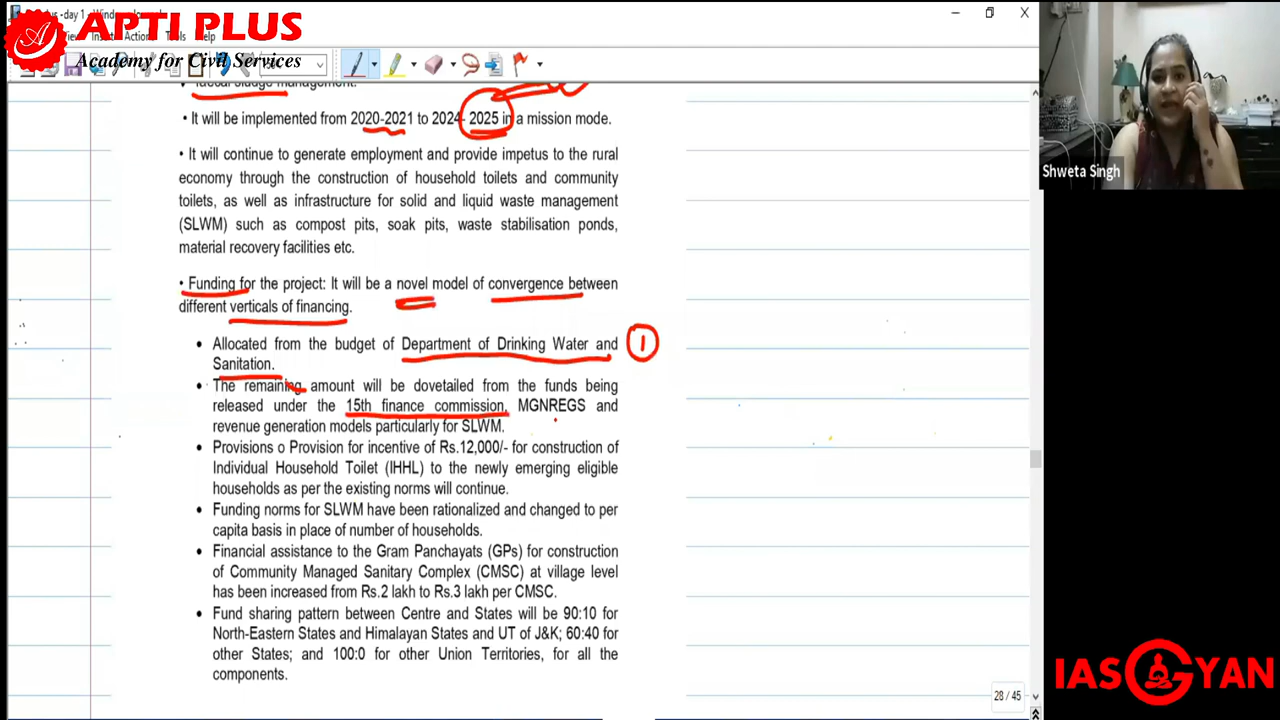 APTI PLUS
Academy for Civil Services
-day 1 - Wind
Actions Tools
• faecal sludge management.
• It will be implemented from 2020-2021 to 2024- 2025 in a mission mode.
• It will continue to generate employment and provide impetus to the rural
economy through the construction of household toilets and community
toilets, as well as infrastructure for solid and liquid waste management
(SLWM) such as compost pits, soak pits, waste stabilisation ponds,
material recovery facilities etc.
• Funding for the project: It will be a novel model of convergence between
different verticals of financing.
• Allocated from the budget of Department of Drinking Water and
Sanitation.
1
• The remaining amount will be dovetailed from the funds being
released under the 15th finance commission, MGNREGS and
revenue generation models particularly for SLWM.
• Provisions o Provision for incentive of Rs.12,000/- for construction of
Individual Household Toilet (IHHL) to the newly emerging eligible
households as per the existing norms will continue.
• Funding norms for SLWM have been rationalized and changed to per
capita basis in place of number of households.
• Financial assistance to the Gram Panchayats (GPs) for construction
of Community Managed Sanitary Complex (CMSC) at village level
has been increased from Rs.2 lakh to Rs.3 lakh per CMSC.
• Fund sharing pattern between Centre and States will be 90:10 for
North-Eastern States and Himalayan States and UT of J&K; 60:40 for
other States; and 100:0 for other Union Territories, for all the
components.
28 / 45
Shweta Singh
IASGYAN